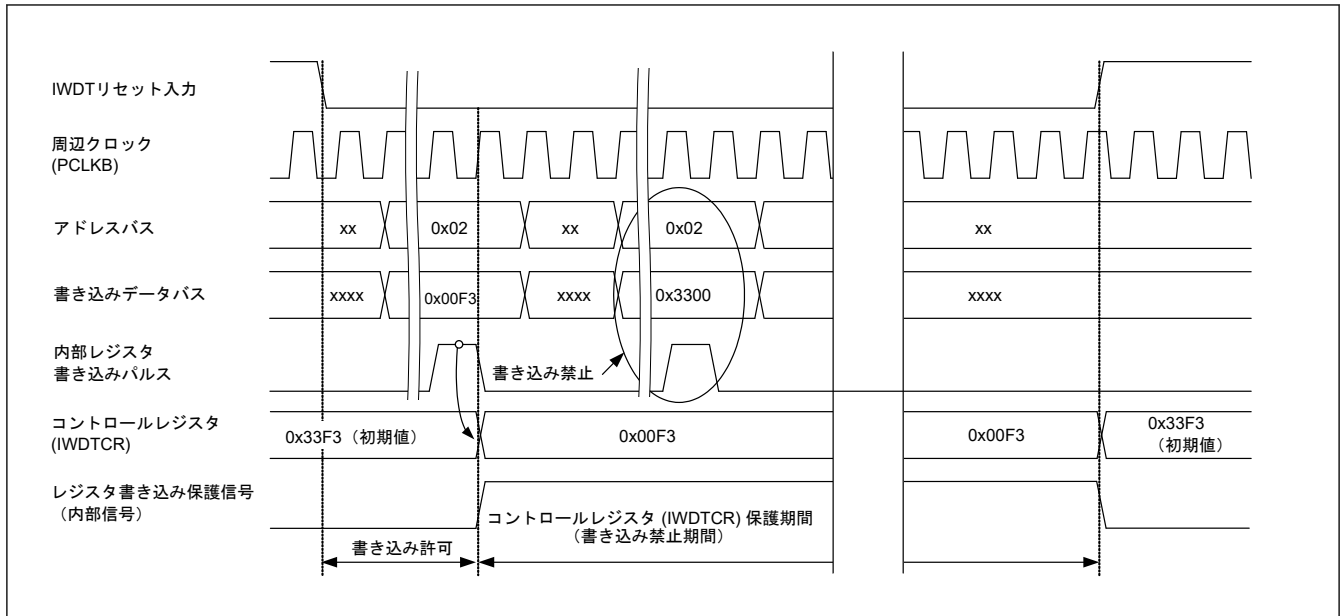 IWDTリセット入力
周辺クロック
(PCLKB)
アドレスバス
xx
0x02
xx
0x02
xx
書き込みデータバス
xxxx
0x00F3
xxxx
0x3300
xxxx
内部レジスタ
書き込みパルス
書き込み禁止
コントロールレジスタ
(IWDTCR)
0x33F3（初期値）
0x00F3
0x00F3
0x33F3
（初期値）
レジスタ書き込み保護信号
（内部信号）
コントロールレジスタ (IWDTCR) 保護期間
（書き込み禁止期間）
書き込み許可